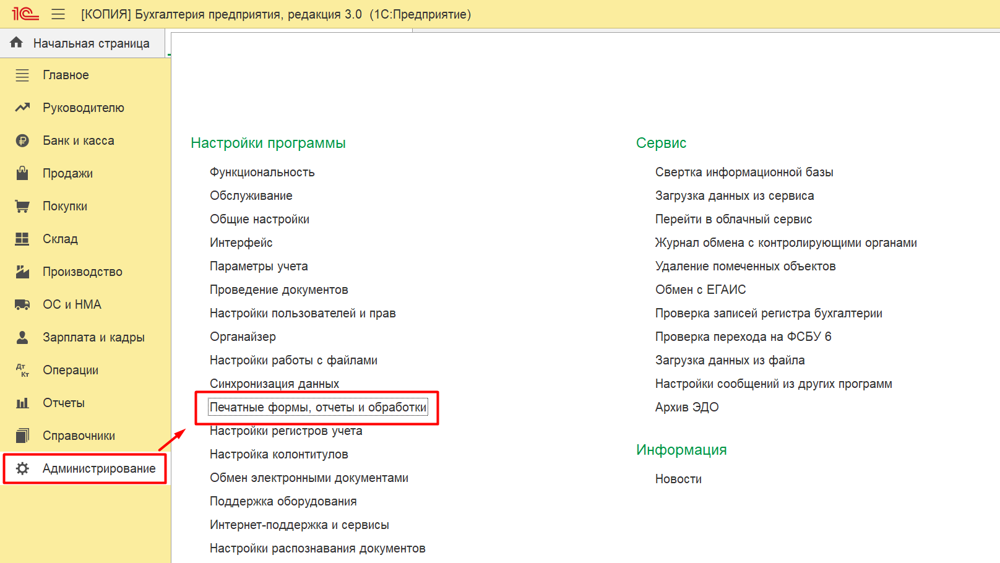 1С [КОПИЯ] Бухгалтерия предприятия, редакция 3.0 (1С:Предприятие)
Начальная страница
Главное
Руководителю
Банк и касса
Продажи
Покупки
Склад
Производство
ОС и НМА
Зарплата и кадры
Дт Кт Операции
Отчеты
Справочники
Администрирование
Настройки программы
Функциональность
Обслуживание
Общие настройки
Интерфейс
Параметры учета
Проведение документов
Настройки пользователей и прав
Органайзер
Настройки работы с файлами
Синхронизация данных
Печатные формы, отчеты и обработки
Настройки регистров учета
Настройка колонтитулов
Обмен электронными документами
Поддержка оборудования
Интернет-поддержка и сервисы
Настройки распознавания документов
Сервис
Свертка информационной базы
Загрузка данных из сервиса
Перейти в облачный сервис
Журнал обмена с контролирующими органами
Удаление помеченных объектов
Обмен с ЕГАИС
Проверка записей регистра бухгалтерии
Проверка перехода на ФСБУ 6
Загрузка данных из файла
Настройки сообщений из других программ
Архив ЭДО
Информация
Новости